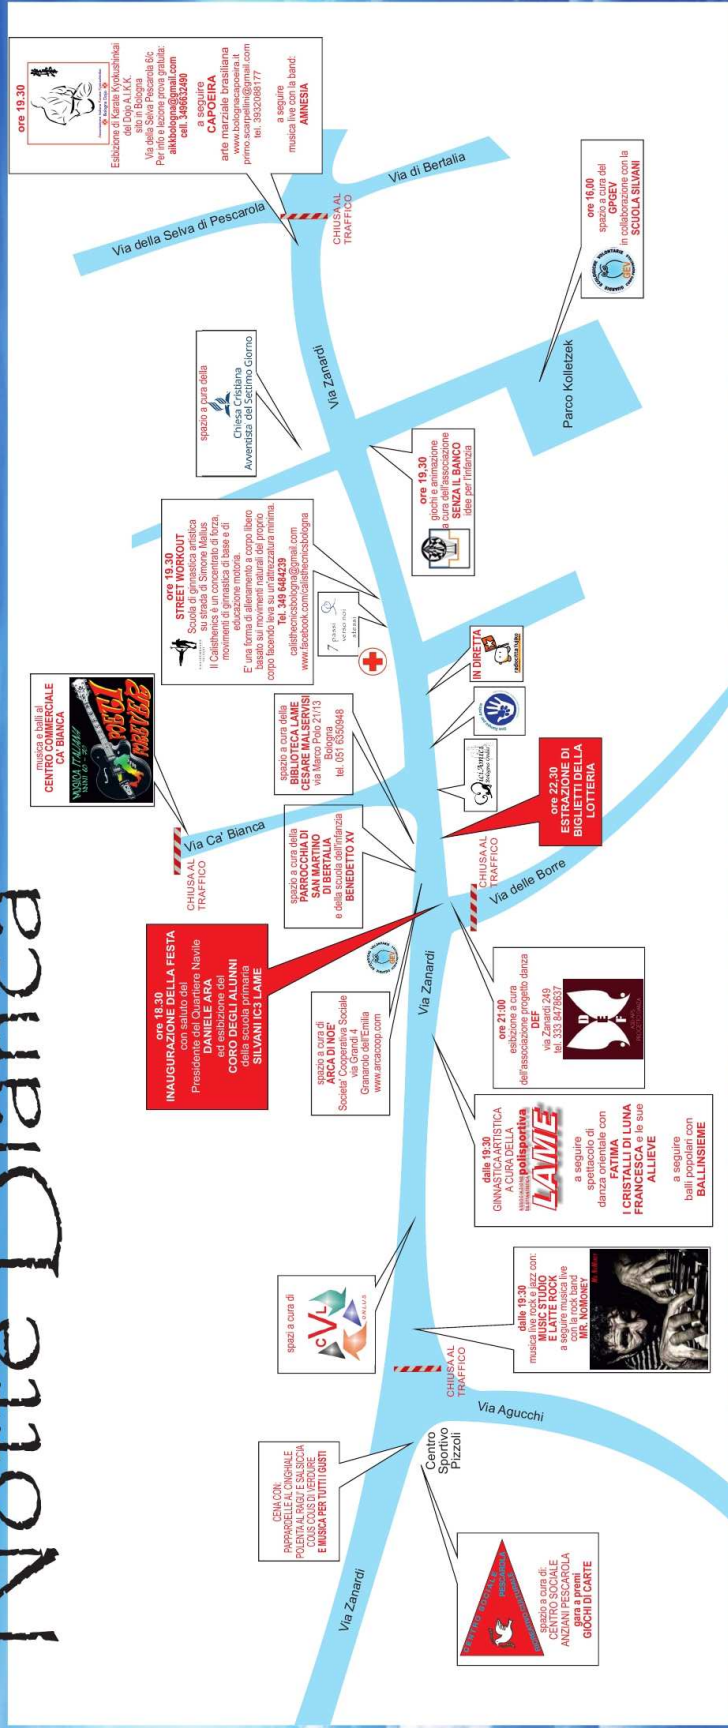 Notte Bianca
CENA CON:
PAPPARDELLE AL CINGHIALE
POLENTA AL RAGU' E SALSICCIA
COUS COUS DI VERDURE
E MUSICA PER TUTTI I GUSTI
Via Zanardi
Centro
Sportivo
Pizzoli
CENTRO SOCIALE
PESCAROLA
spazio a cura di:
CENTRO SOCIALE
ANZIANI PESCAROLA
gara a premi
GIOCHI DI CARTE
Via Agucchi
CHIUSA AL
TRAFFICO
spazi a cura di
CVL
ONLUS
dalle 19:30
musica live rock e jazz con:
MUSIC STUDIO
E LATTE ROCK
a seguire musica live
con la rock band
MR. NOMONEY
dalle 19:30
GINNASTICA ARTISTICA
A CURA DELLA
polisportiva
LAME
a seguire
spettacolo di
danza orientale con
FATIMA
I CRISTALLI DI LUNA
FRANCESCA e le sue
ALLIEVE
a seguire
balli popolari con
BALLINSIEME
ore 18.30
INAUGURAZIONE DELLA FESTA
con saluto del
Presidente del Quartiere Navile
DANIELE ARA
ed esibizione del
CORO DEGLI ALUNNI
della scuola primaria
SILVANI IC3 LAME
spazio a cura di
ARCA DI NOE'
Societa' Cooperativa Sociale
via Grandi 4
Granarolo dell'Emilia
www.arcacoop.com
GEV
Via Zanardi
ore 21:00
esibizione a cura
dell'associazione progetto danza
DEF
via Zanardi 249
tel. 333 8478637
DEF
spazio a cura della
PARROCCHIA DI
SAN MARTINO
DI BERTALIA
e della scuola dell'infanzia
BENEDETTO XV
CHIUSA AL
TRAFFICO
Via Ca' Bianca
musica e balli al
CENTRO COMMERCIALE
CA' BIANCA
MUSICA ITALIANA
CHIUSA AL
TRAFFICO
Via delle Borre
ore 22,30
ESTRAZIONE DI
BIGLIETTI DELLA
LOTTERIA
spazio a cura della
BIBLIOTECA LAME
CESARE MALSERVISI
via Marco Polo 21/13
Bologna
tel. 051 6350948
IN DIRETTA
ore 19.30
STREET WORKOUT
Scuola di ginnastica artistica
su strada di Simone Mallus
Il Calisthenics è un concentrato di forza,
movimenti di ginnastica di base e di
educazione motoria.
E' una forma di allenamento a corpo libero
basato sui movimenti naturali del proprio
corpo facendo leva su un'attrezzatura minima.
Tel. 349 6484239
calisthecnicsbologna@gmail.com
www.facebook.com/calisthecnicsbologna
7 passi
verso noi
stessi
spazio a cura della
Chiesa Cristiana
Avventista del Settimo Giorno
ore 19,30
giochi e animazione
a cura dell'associazione
SENZA IL BANCO
idee per l'infanzia
Via Zanardi
Parco Kolletzek
ore 16,00
spazio a cura del
GPGEV
in collaborazione con la
SCUOLA SILVANI
GEV
Via della Selva di Pescarola
CHIUSA AL
TRAFFICO
Via di Bertalia
ore 19.30
Esibizione di Karate Kyokushinkai
del Dojo A.I.K.K.
sito in Bologna
Via della Selva Pescarola 6/c
Per info e lezione prova gratuita:
aikkbologna@gmail.com
cell. 3496632490
a seguire
CAPOEIRA
arte marziale brasiliana
www.bolognacapoeira.it
primo.scarpellini@gmail.com
tel. 3932088177
a seguire
musica live con la band:
AMNESIA